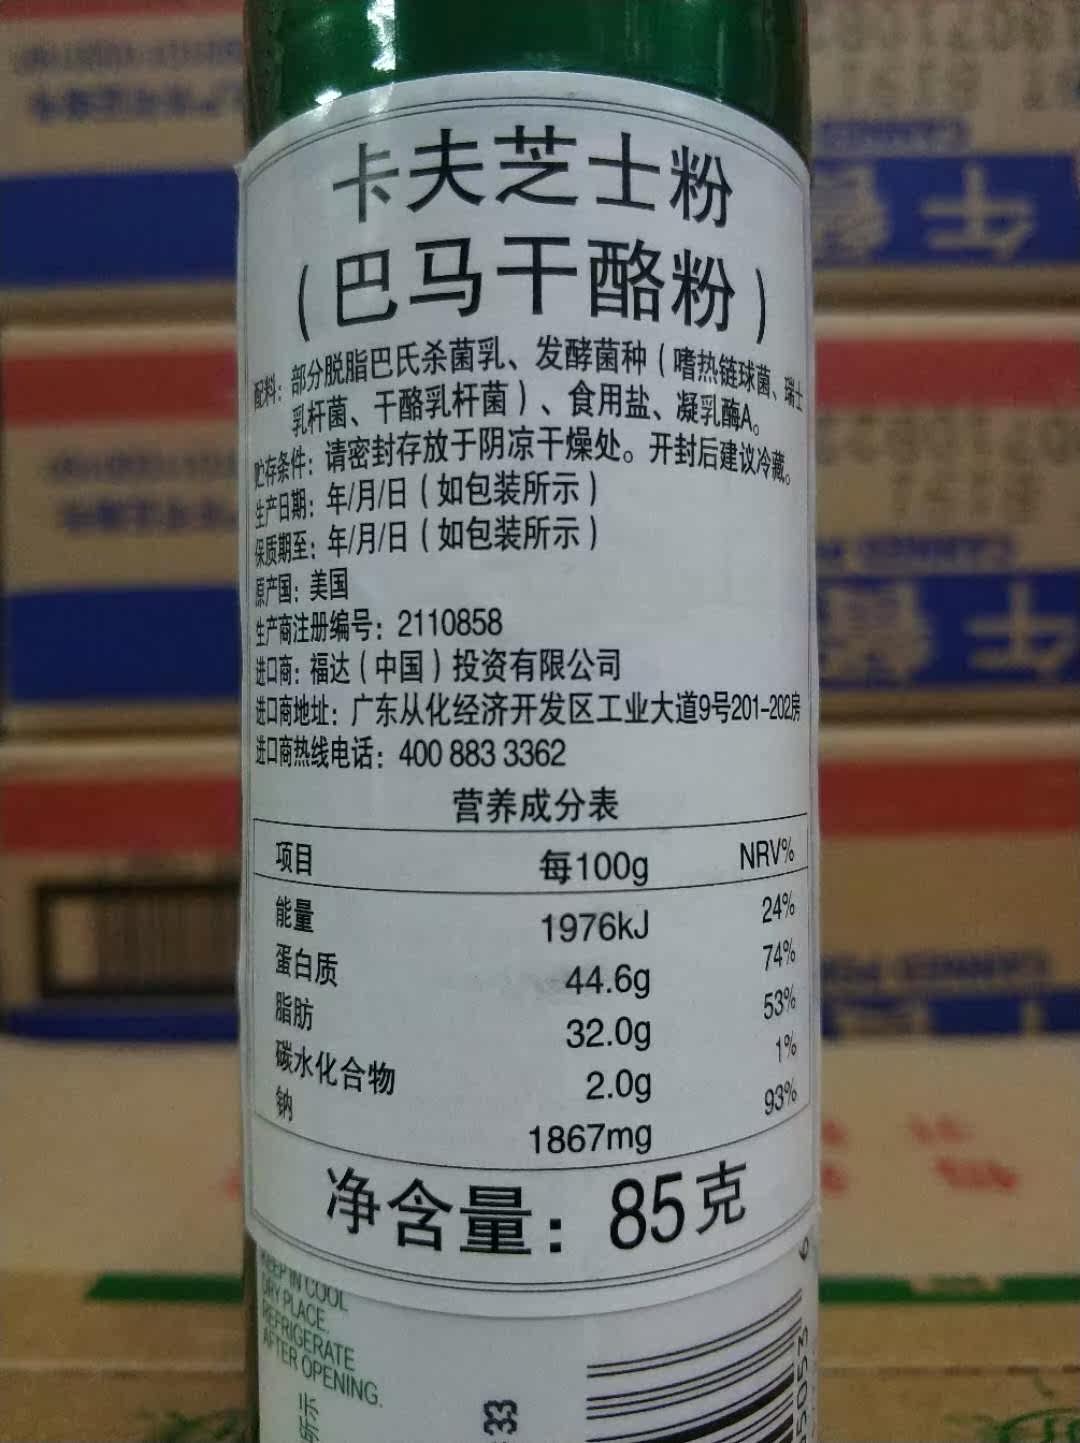 卡夫芝士粉
(巴马干酪粉)
配料：部分脱脂巴氏杀菌乳、发酵菌种（嗜热链球菌、瑞士
乳杆菌、干酪乳杆菌）、食用盐、凝乳酶A。
贮存条件：请密封存放于阴凉干燥处。开封后建议冷藏。
生产日期：年/月/日（如包装所示）
保质期至：年/月/日（如包装所示）
原产国：美国
生产商注册编号：2110858
进口商：福达（中国）投资有限公司
进口商地址：广东从化经济开发区工业大道9号201-202房
进口商热线电话：400 883 3362
营养成分表
项目 每100g NRV%
能量 1976kJ 24%
蛋白质 44.6g 74%
脂肪 32.0g 53%
碳水化合物 2.0g 1%
钠 1867mg 93%
净含量：85克
KEEP IN COOL
DRY PLACE.
REFRIGERATE
AFTER OPENING.
33
午餐
午餐